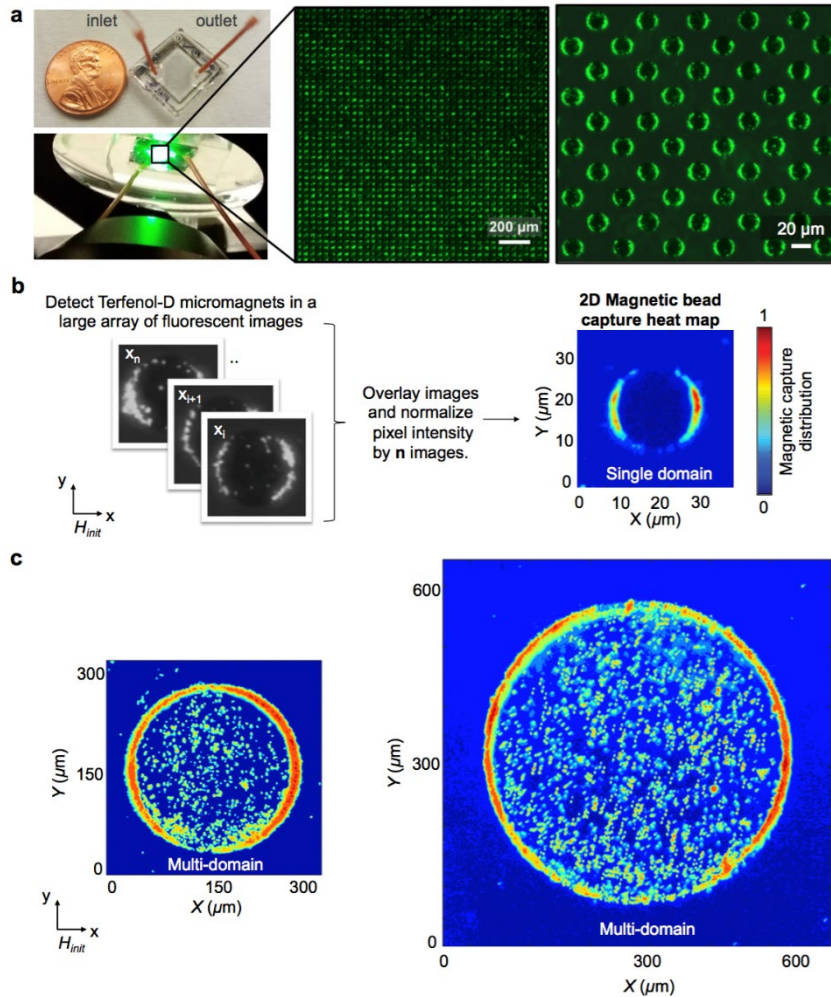 a
inlet
outlet
200 µm
20 µm
b
Detect Terfenol-D micromagnets in a
large array of fluorescent images
x_n
..
x_i+1
x_i
Overlay images
and normalize
pixel intensity
by n images.
2D Magnetic bead
capture heat map
30
20
10
0
Y (µm)
Single domain
0 10 20 30
X (µm)
1
0
Magnetic capture
distribution
y
x
H_init
c
300
150
0
Y (µm)
Multi-domain
0 150 300
X (µm)
y
x
H_init
600
300
0
Y (µm)
Multi-domain
0 300 600
X (µm)